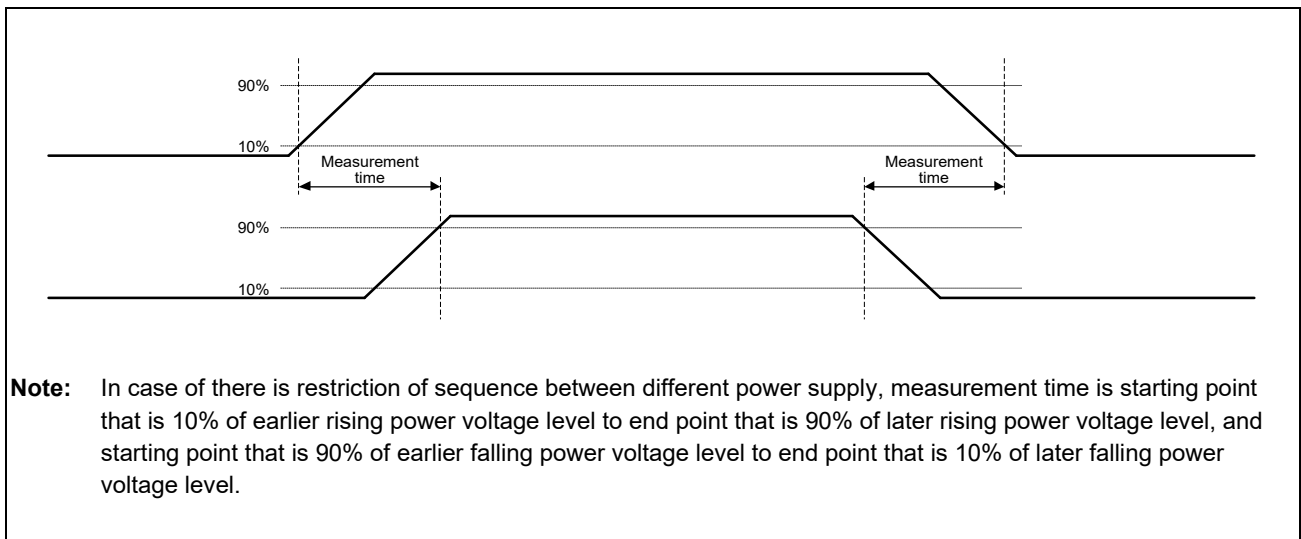 90%
10%
Measurement
time
Measurement
time
90%
10%
Note: In case of there is restriction of sequence between different power supply, measurement time is starting point
that is 10% of earlier rising power voltage level to end point that is 90% of later rising power voltage level, and
starting point that is 90% of earlier falling power voltage level to end point that is 10% of later falling power
voltage level.